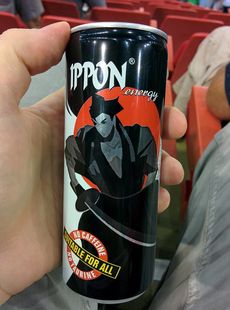 IPPON®
energy
NO CAFFEINE
SUITABLE FOR ALL
NO TAURINE